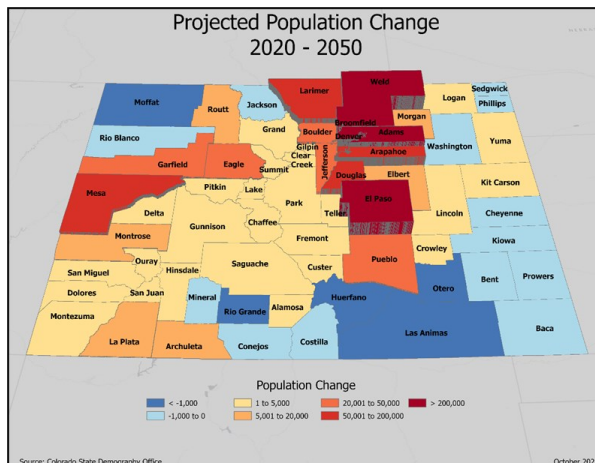 Projected Population Change
2020 - 2050
Moffat
Routt
Jackson
Larimer
Weld
Logan
Sedgwick
Phillips
Rio Blanco
Grand
Boulder
Broomfield
Morgan
Washington
Yuma
Garfield
Eagle
Summit
Gilpin
Clear
Creek
Jefferson
Denver
Adams
Arapahoe
Mesa
Pitkin
Lake
Park
Douglas
Elbert
Kit Carson
Delta
Gunnison
Chaffee
Teller
El Paso
Lincoln
Cheyenne
Montrose
Fremont
Pueblo
Crowley
Kiowa
Ouray
San Miguel
Hinsdale
Saguache
Custer
Otero
Bent
Prowers
Dolores
San Juan
Mineral
Rio Grande
Alamosa
Huerfano
Montezuma
La Plata
Archuleta
Conejos
Costilla
Las Animas
Baca
Population Change
< -1,000
1 to 5,000
20,001 to 50,000
> 200,000
-1,000 to 0
5,001 to 20,000
50,001 to 200,000
Source: Colorado State Demography Office
October 202